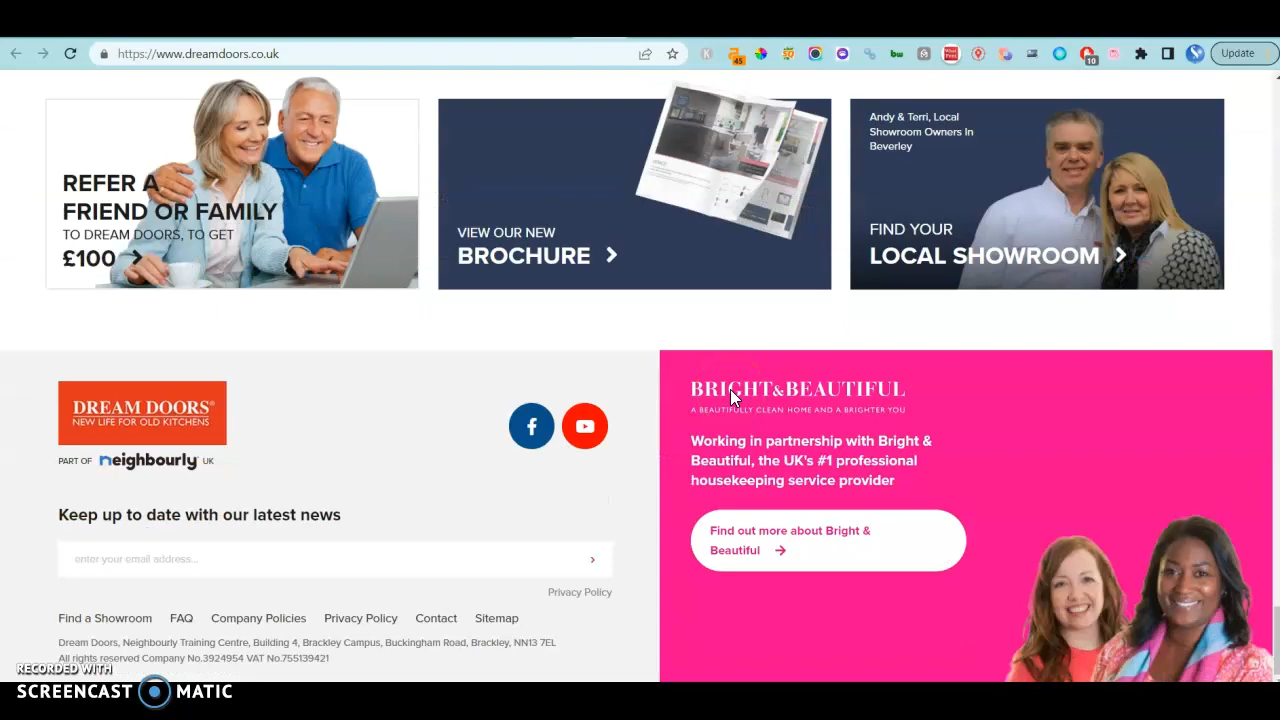 https://www.dreamdoors.co.uk
45
10
Update
REFER A
FRIEND OR FAMILY
TO DREAM DOORS, TO GET
£100
VIEW OUR NEW
BROCHURE
Andy & Terri, Local
Showroom Owners In
Beverley
FIND YOUR
LOCAL SHOWROOM
DREAM DOORS®
NEW LIFE FOR OLD KITCHENS
PART OF neighbourly UK
Keep up to date with our latest news
enter your email address...
Privacy Policy
Find a Showroom FAQ Company Policies Privacy Policy Contact Sitemap
Dream Doors, Neighbourly Training Centre, Building 4, Brackley Campus, Buckingham Road, Brackley, NN13 7EL
All rights reserved Company No.3924954 VAT No.755139421
BRIGHT&BEAUTIFUL
A BEAUTIFULLY CLEAN HOME AND A BRIGHTER YOU
Working in partnership with Bright &
Beautiful, the UK's #1 professional
housekeeping service provider
Find out more about Bright &
Beautiful
RECORDED WITH
SCREENCAST MATIC